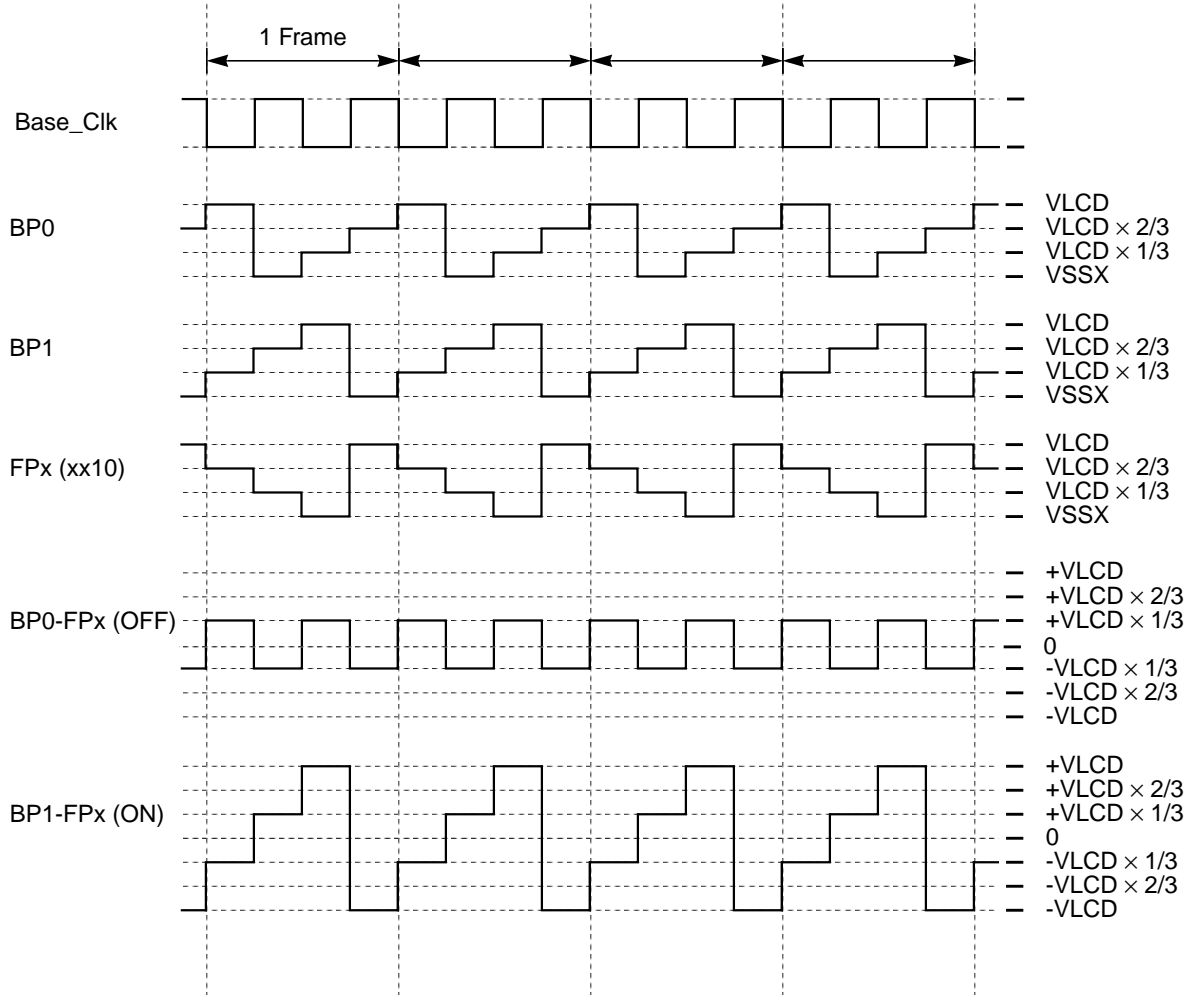 1 Frame
Base_Clk
BP0
VLCD
VLCD × 2/3
VLCD × 1/3
VSSX
BP1
VLCD
VLCD × 2/3
VLCD × 1/3
VSSX
FPx (xx10)
VLCD
VLCD × 2/3
VLCD × 1/3
VSSX
BP0-FPx (OFF)
+VLCD
+VLCD × 2/3
+VLCD × 1/3
0
-VLCD × 1/3
-VLCD × 2/3
-VLCD
BP1-FPx (ON)
+VLCD
+VLCD × 2/3
+VLCD × 1/3
0
-VLCD × 1/3
-VLCD × 2/3
-VLCD